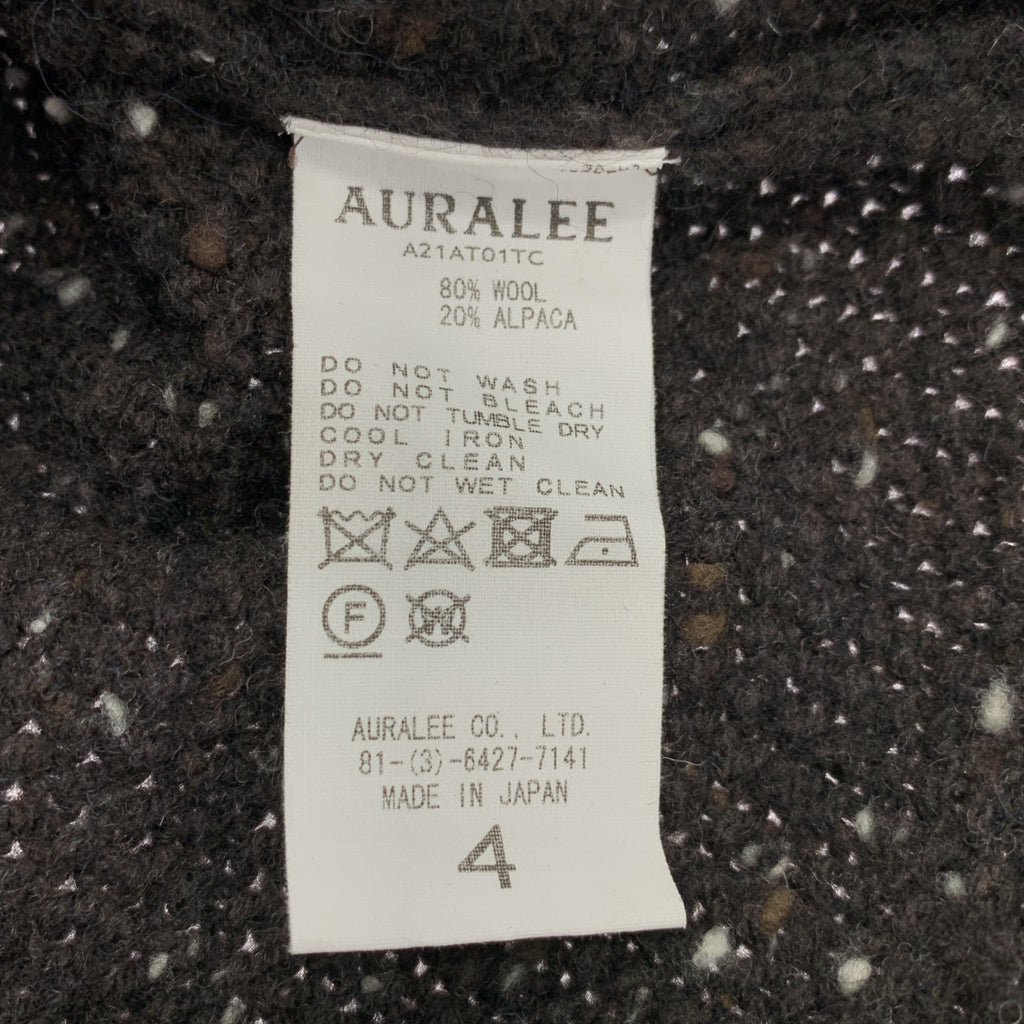 AURALEE
A21AT01TC
80% WOOL
20% ALPACA
DO NOT WASH
DO NOT BLEACH
DO NOT TUMBLE DRY
COOL IRON
DRY CLEAN
DO NOT WET CLEAN
F W
AURALEE CO., LTD.
81-(3)-6427-7141
MADE IN JAPAN
4